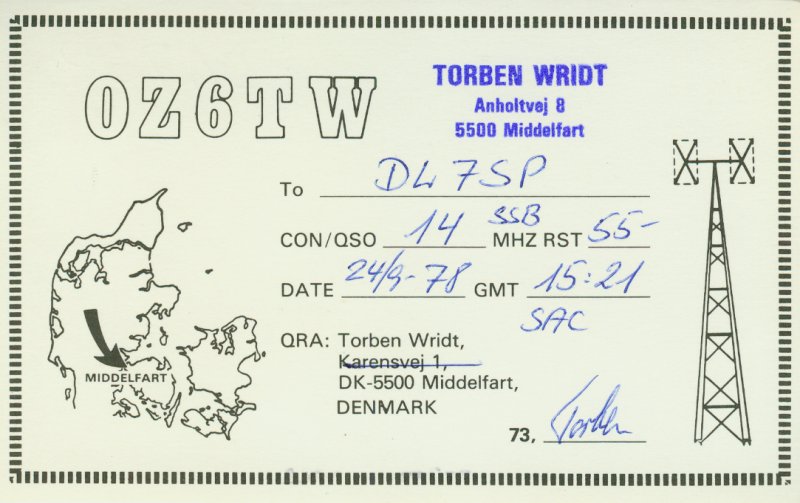 OZ6TW
TORBEN WRIDT
Anholtvej 8
5500 Middelfart
To DL7SP
CON/QSO 14 SSB MHZ RST 55-
DATE 24/9-78 GMT 15:21
SAC
QRA: Torben Wridt,
Karensvej 1,
DK-5500 Middelfart,
DENMARK
73, Torben
MIDDELFART